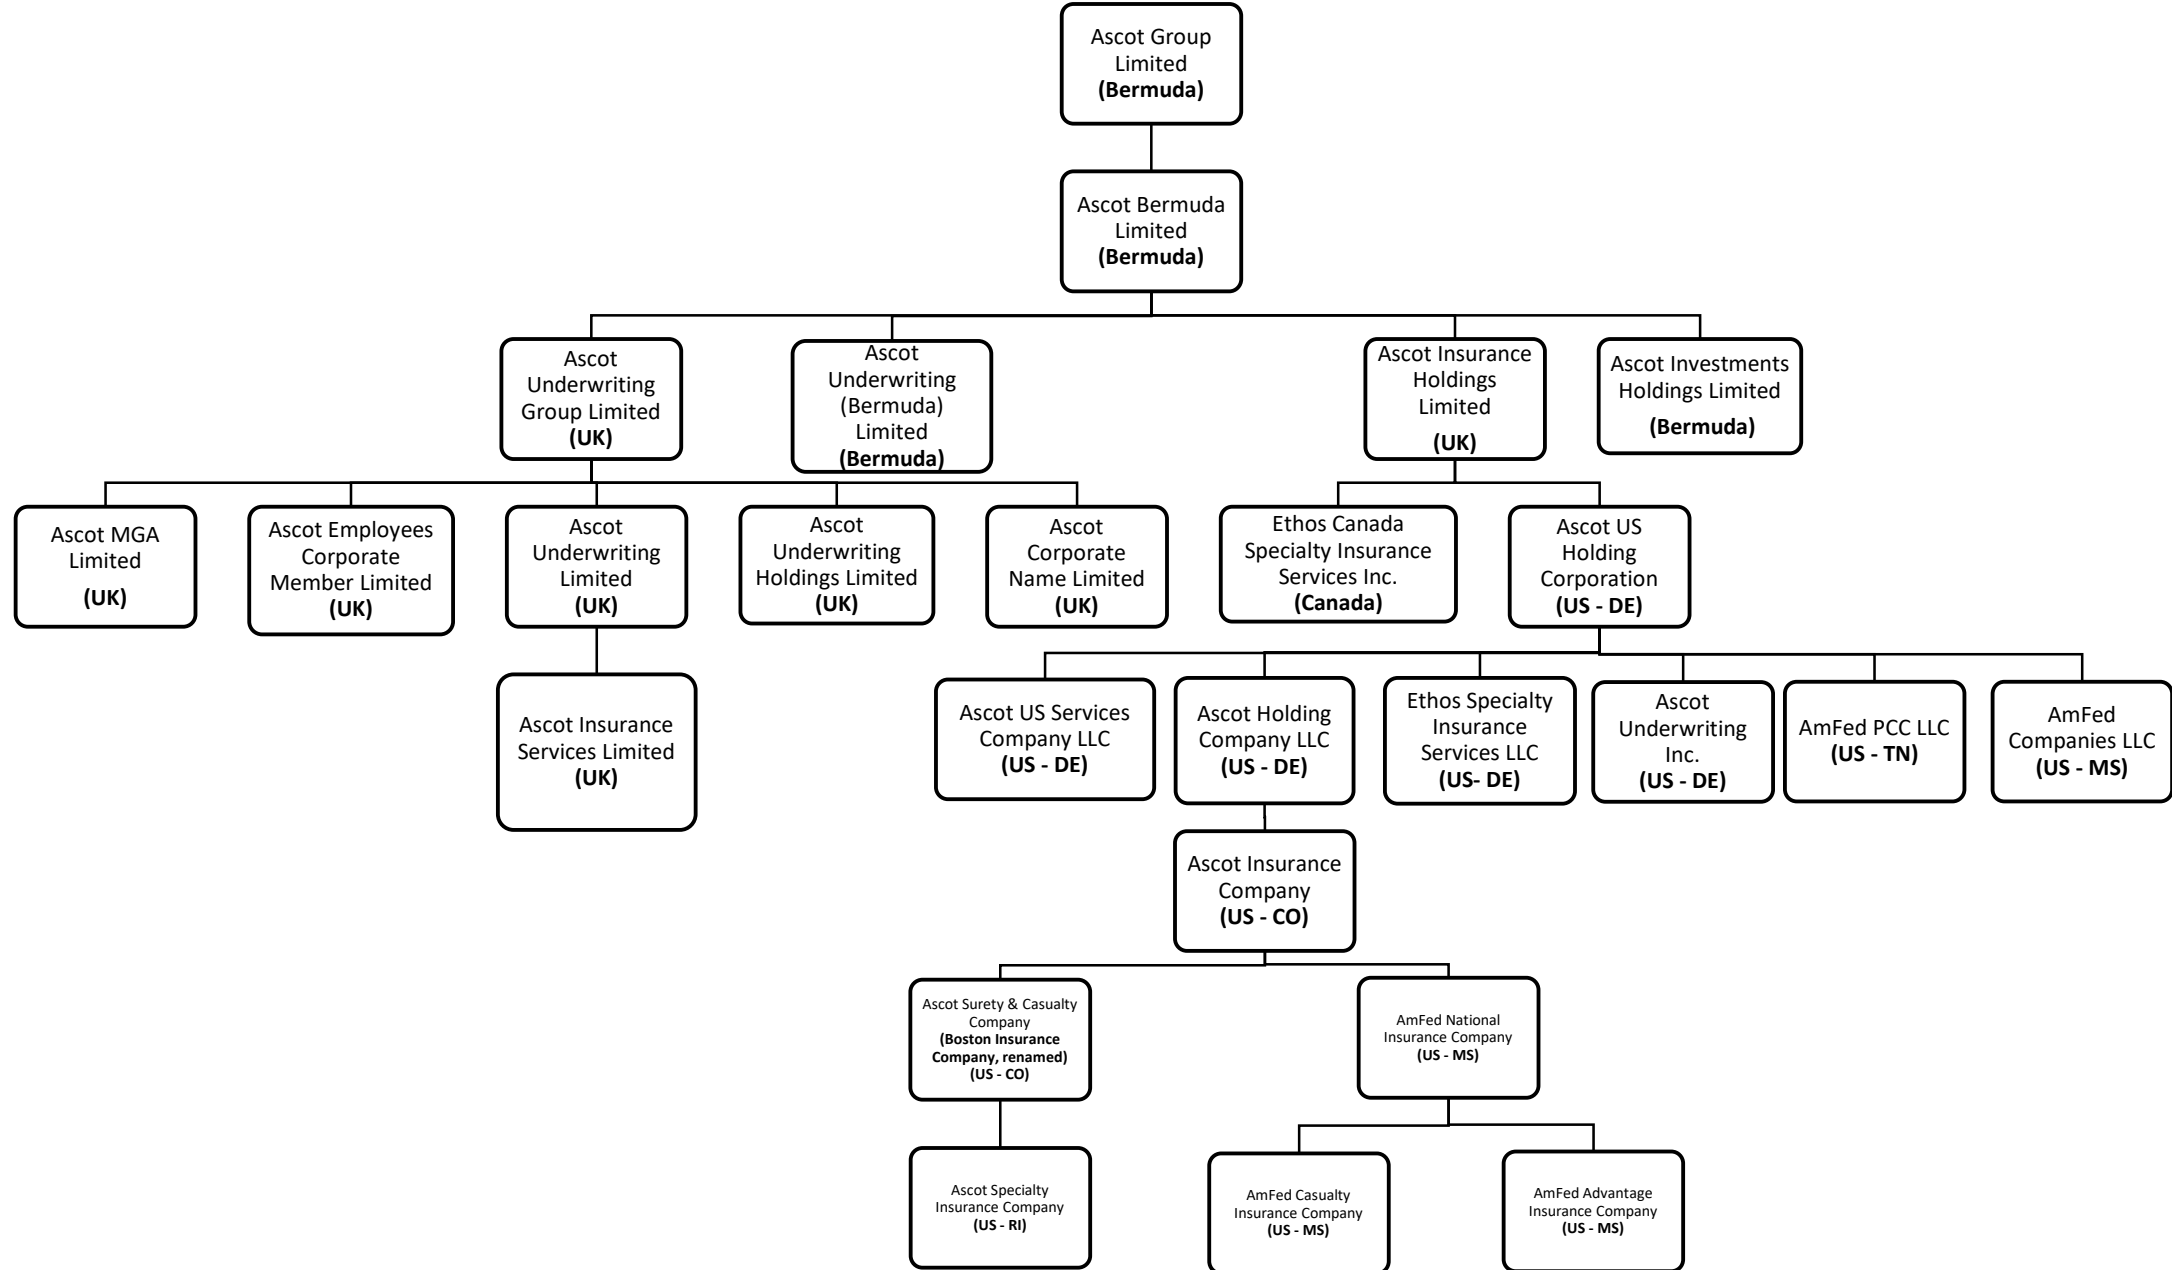 Ascot Group
Limited
(Bermuda)
Ascot Bermuda
Limited
(Bermuda)
Ascot
Underwriting
Group Limited
(UK)
Ascot
Underwriting
(Bermuda)
Limited
(Bermuda)
Ascot Insurance
Holdings
Limited
(UK)
Ascot Investments
Holdings Limited
(Bermuda)
Ascot MGA
Limited
(UK)
Ascot Employees
Corporate
Member Limited
(UK)
Ascot
Underwriting
Limited
(UK)
Ascot
Underwriting
Holdings Limited
(UK)
Ascot
Corporate
Name Limited
(UK)
Ethos Canada
Specialty Insurance
Services Inc.
(Canada)
Ascot US
Holding
Corporation
(US - DE)
Ascot Insurance
Services Limited
(UK)
Ascot US Services
Company LLC
(US - DE)
Ascot Holding
Company LLC
(US - DE)
Ethos Specialty
Insurance
Services LLC
(US- DE)
Ascot
Underwriting
Inc.
(US - DE)
AmFed PCC LLC
(US - TN)
AmFed
Companies LLC
(US - MS)
Ascot Insurance
Company
(US - CO)
Ascot Surety & Casualty
Company
(Boston Insurance
Company, renamed)
(US - CO)
AmFed National
Insurance Company
(US - MS)
Ascot Specialty
Insurance Company
(US - RI)
AmFed Casualty
Insurance Company
(US - MS)
AmFed Advantage
Insurance Company
(US - MS)